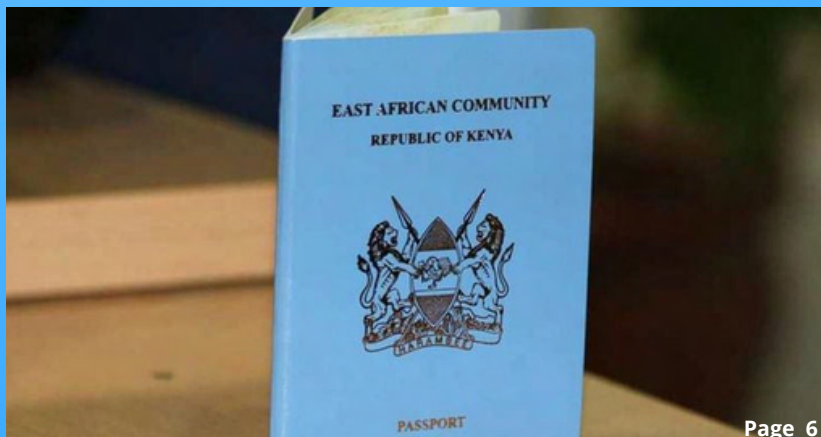 EAST AFRICAN COMMUNITY
REPUBLIC OF KENYA
HARAMBEE
PASSPORT
Page 6